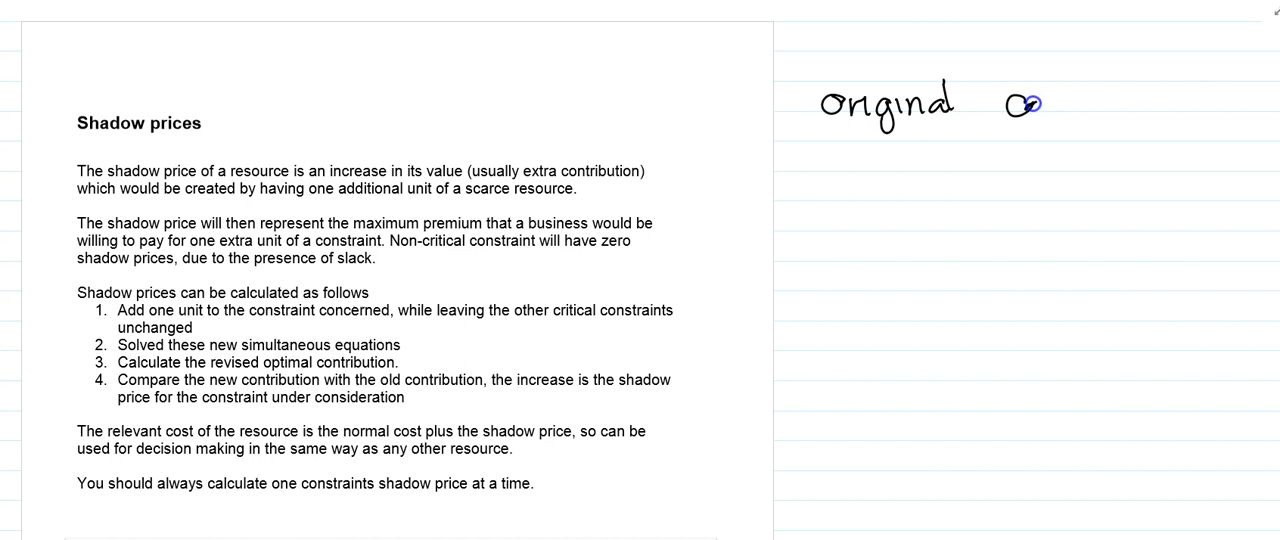 Shadow prices
The shadow price of a resource is an increase in its value (usually extra contribution)
which would be created by having one additional unit of a scarce resource.
The shadow price will then represent the maximum premium that a business would be
willing to pay for one extra unit of a constraint. Non-critical constraint will have zero
shadow prices, due to the presence of slack.
Shadow prices can be calculated as follows
1. Add one unit to the constraint concerned, while leaving the other critical constraints
unchanged
2. Solved these new simultaneous equations
3. Calculate the revised optimal contribution.
4. Compare the new contribution with the old contribution, the increase is the shadow
price for the constraint under consideration
The relevant cost of the resource is the normal cost plus the shadow price, so can be
used for decision making in the same way as any other resource.
You should always calculate one constraints shadow price at a time.
original